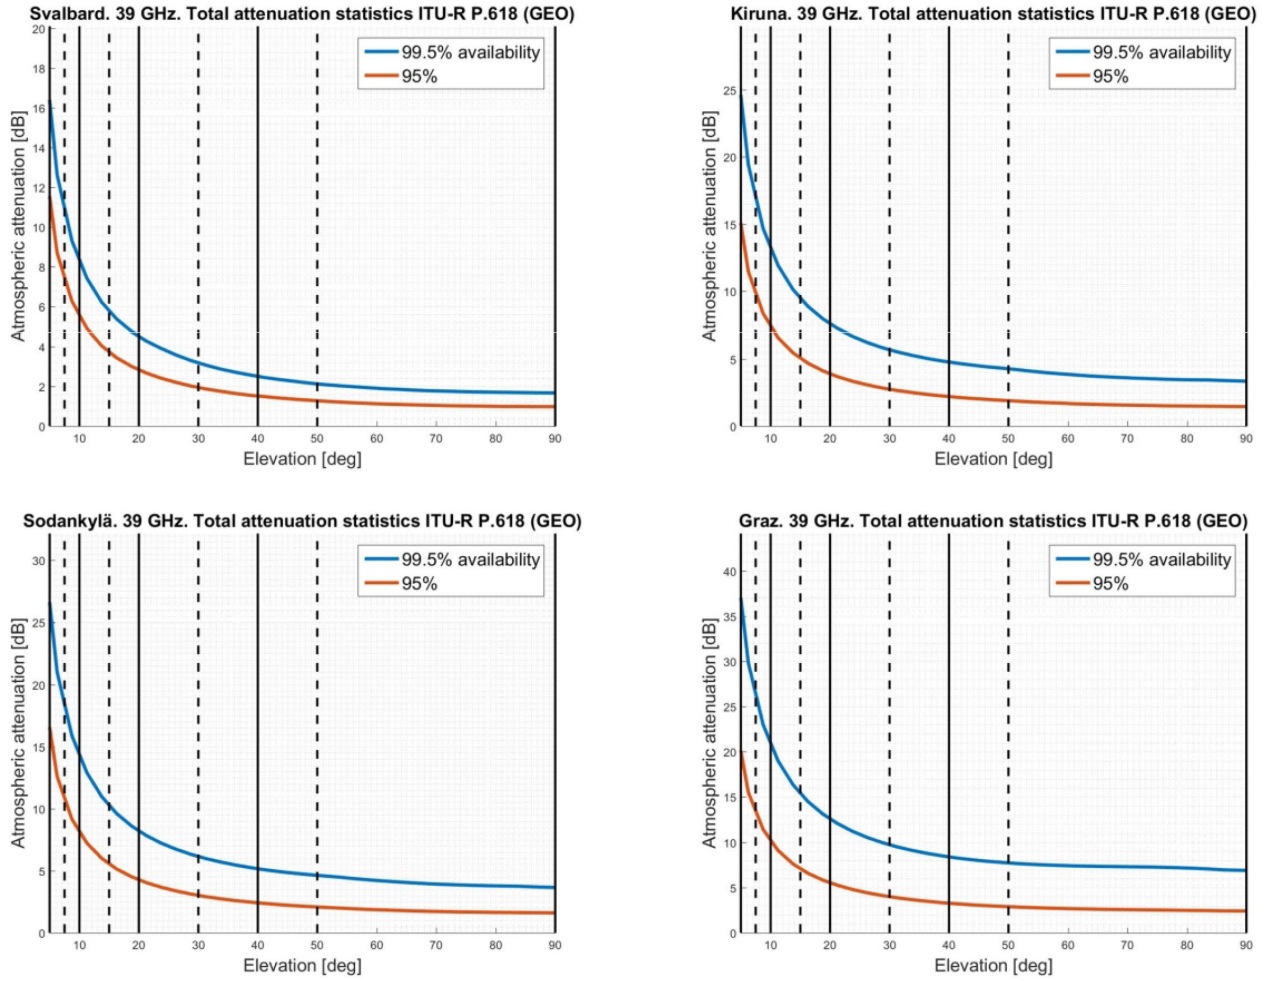 Svalbard. 39 GHz. Total attenuation statistics ITU-R P.618 (GEO)
20
18
16
14
12
10
8
6
4
2
0
Atmospheric attenuation [dB]
99.5% availability
95%
10 20 30 40 50 60 70 80 90
Elevation [deg]
Kiruna. 39 GHz. Total attenuation statistics ITU-R P.618 (GEO)
25
20
15
10
5
0
Atmospheric attenuation [dB]
99.5% availability
95%
10 20 30 40 50 60 70 80 90
Elevation [deg]
Sodankylä. 39 GHz. Total attenuation statistics ITU-R P.618 (GEO)
30
25
20
15
10
5
0
Atmospheric attenuation [dB]
99.5% availability
95%
10 20 30 40 50 60 70 80 90
Elevation [deg]
Graz. 39 GHz. Total attenuation statistics ITU-R P.618 (GEO)
40
35
30
25
20
15
10
5
0
Atmospheric attenuation [dB]
99.5% availability
95%
10 20 30 40 50 60 70 80 90
Elevation [deg]